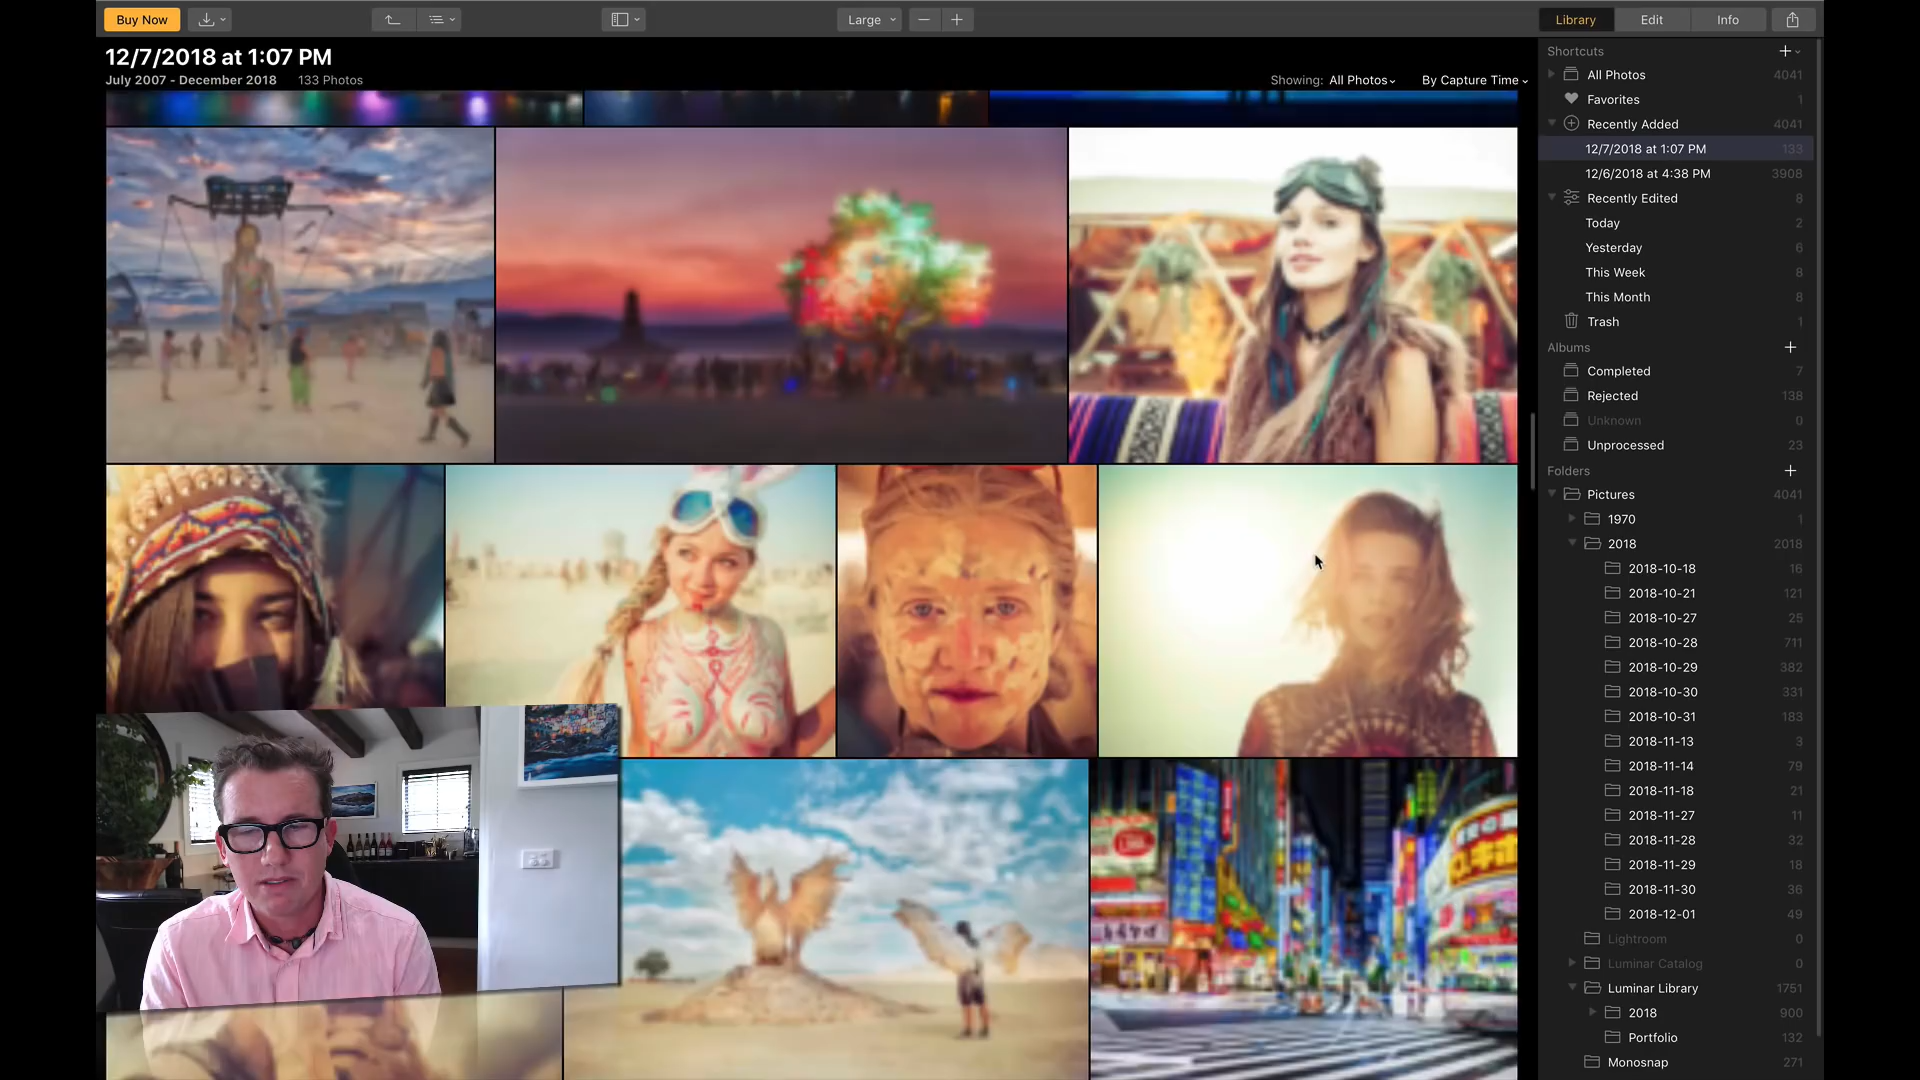 Buy Now
Large
Library
Edit
Info
12/7/2018 at 1:07 PM
July 2007 - December 2018
133 Photos
Showing: All Photos
By Capture Time
Shortcuts
All Photos 4041
Favorites 1
Recently Added 4041
12/7/2018 at 1:07 PM 133
12/6/2018 at 4:38 PM 3908
Recently Edited 8
Today 2
Yesterday 6
This Week 8
This Month 8
Trash 1
Albums
Completed 7
Rejected 138
Unknown 0
Unprocessed 23
Folders
Pictures 4041
1970 1
2018 2018
2018-10-18 16
2018-10-21 121
2018-10-27 25
2018-10-28 711
2018-10-29 382
2018-10-30 331
2018-10-31 183
2018-11-13 3
2018-11-14 79
2018-11-18 21
2018-11-27 11
2018-11-28 32
2018-11-29 18
2018-11-30 36
2018-12-01 49
Lightroom 0
Luminar Catalog 0
Luminar Library 1751
2018 900
Portfolio 132
Monosnap 271